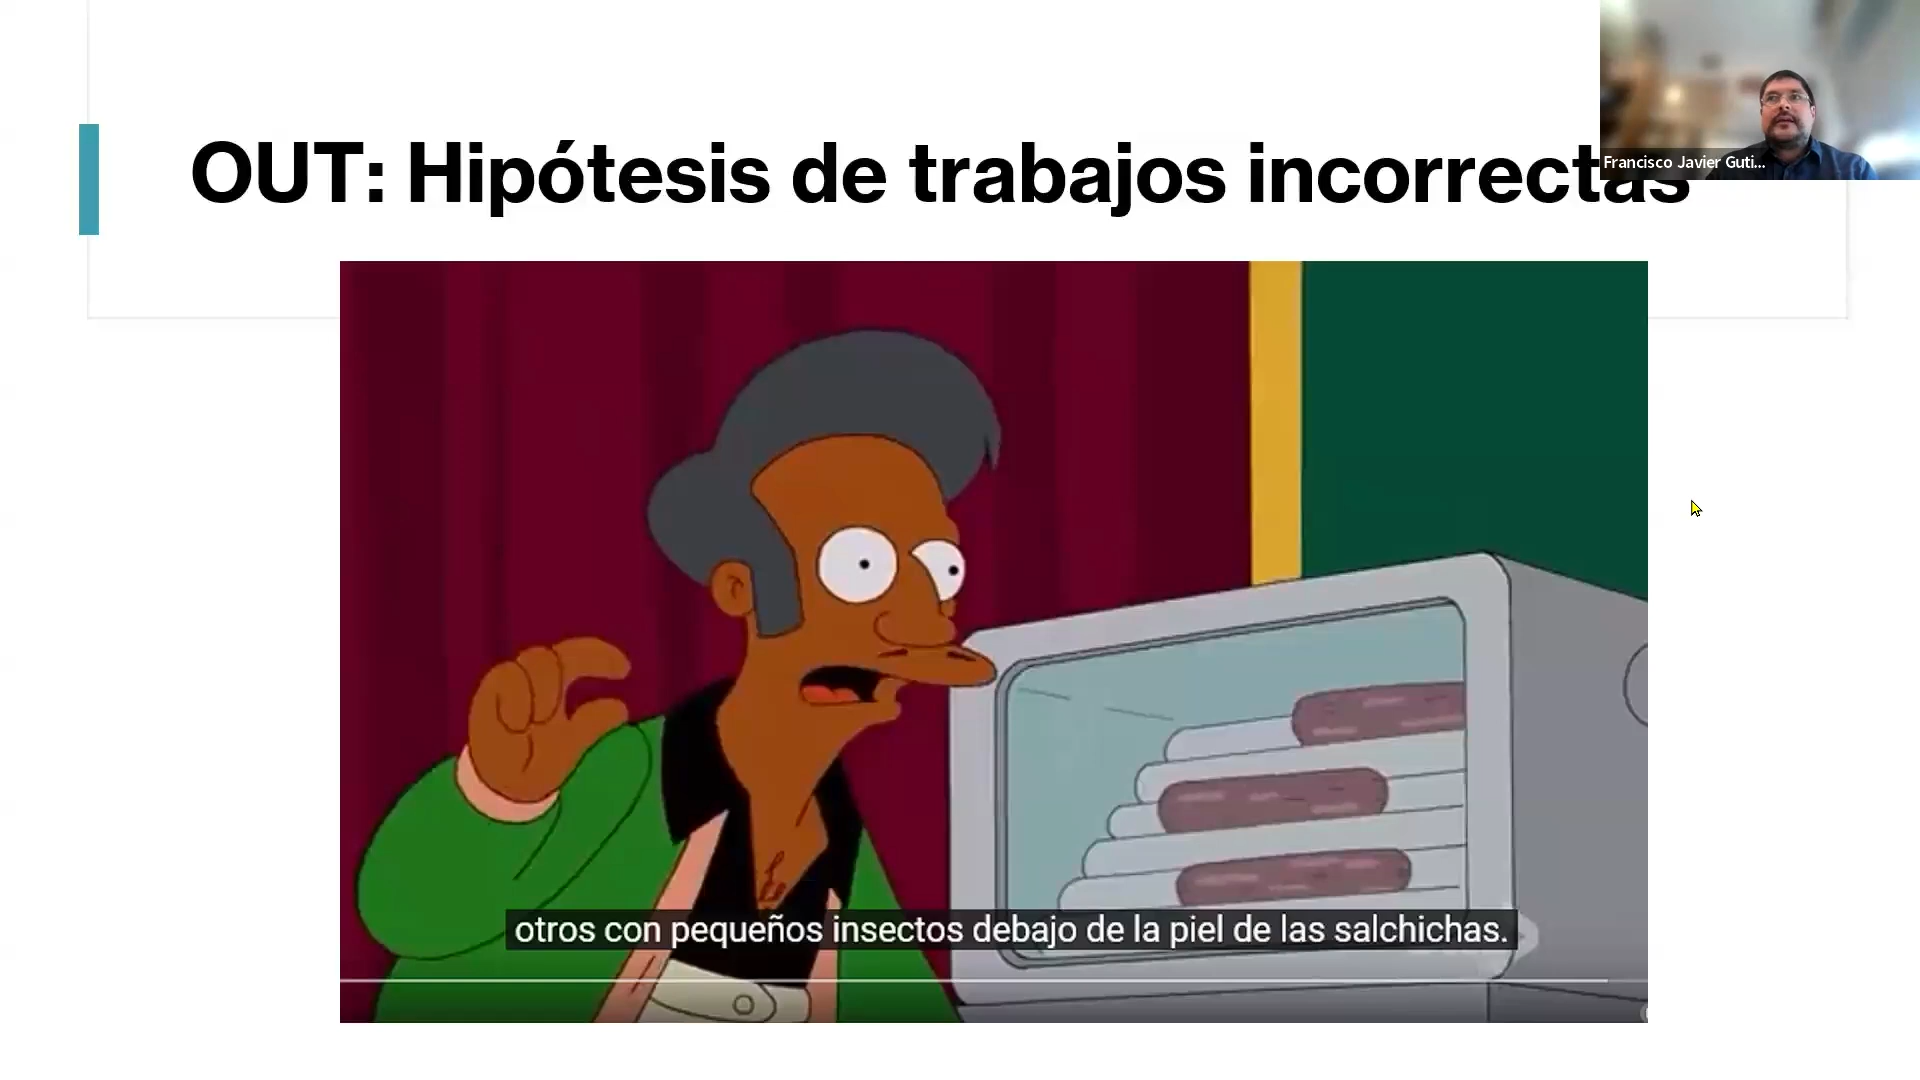 OUT: Hipótesis de trabajos incorrectas
Francisco Javier Guti...
otros con pequeños insectos debajo de la piel de las salchichas.